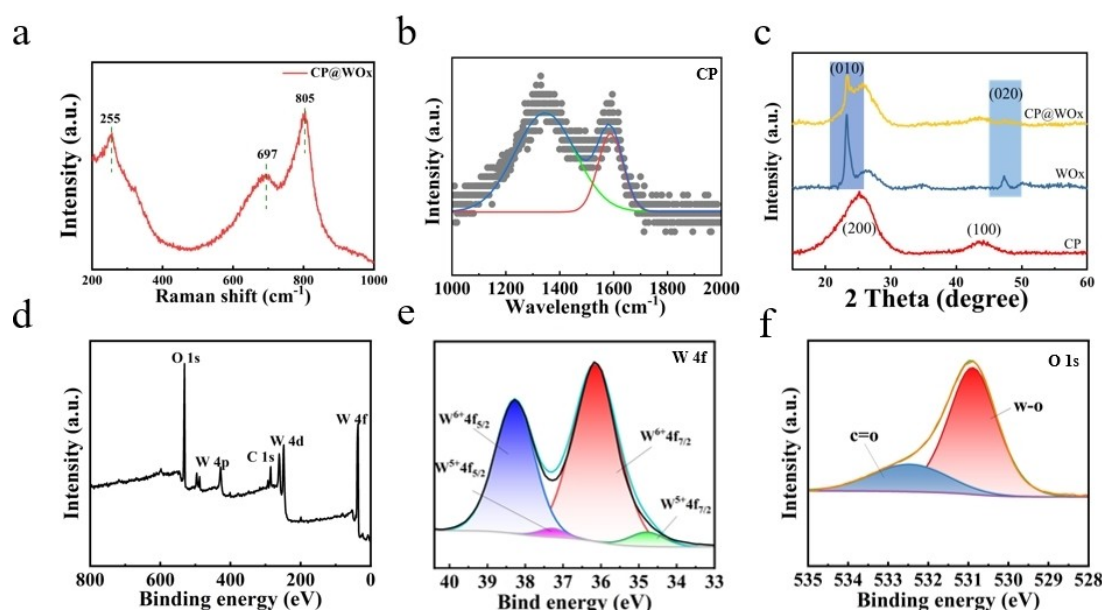 a
CP@WOx
255
697
805
Intensity (a.u.)
200
400
600
800
1000
Raman shift (cm-1)
b
CP
Intensity (a.u.)
1000
1200
1400
1600
1800
2000
Wavelength (cm-1)
c
(010)
(020)
CP@WOx
WOx
(200)
(100)
CP
Intensity (a.u.)
20
30
40
50
60
2 Theta (degree)
d
O 1s
W 4p
C 1s
W 4d
W 4f
Intensity (a.u.)
800
600
400
200
0
Binding energy (eV)
e
W 4f
W6+4f5/2
W5+4f5/2
W6+4f7/2
W5+4f7/2
Intensity (a.u.)
40
39
38
37
36
35
34
33
Bind energy (eV)
f
O 1s
w-o
c=o
Intensity (a.u.)
535
534
533
532
531
530
529
528
Binding energy (eV)